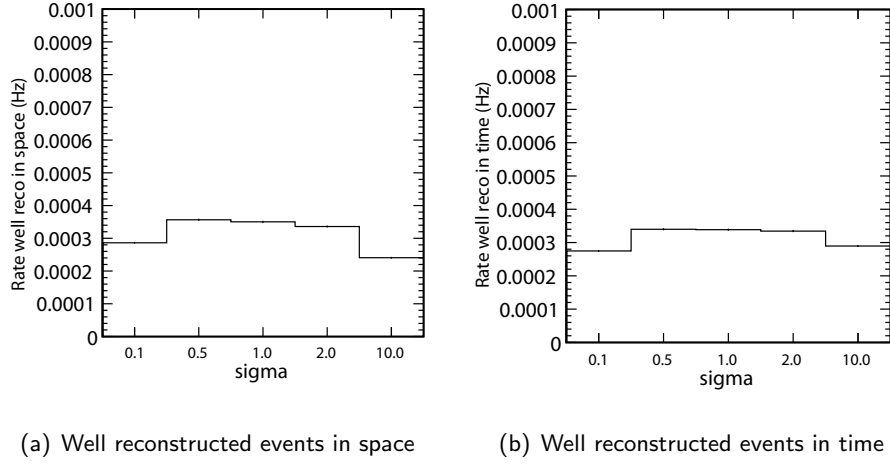 Rate well reco in space (Hz)
0.001
0.0009
0.0008
0.0007
0.0006
0.0005
0.0004
0.0003
0.0002
0.0001
0
0.1 0.5 1.0 2.0 10.0
sigma
(a) Well reconstructed events in space
Rate well reco in time (Hz)
0.001
0.0009
0.0008
0.0007
0.0006
0.0005
0.0004
0.0003
0.0002
0.0001
0
0.1 0.5 1.0 2.0 10.0
sigma
(b) Well reconstructed events in time